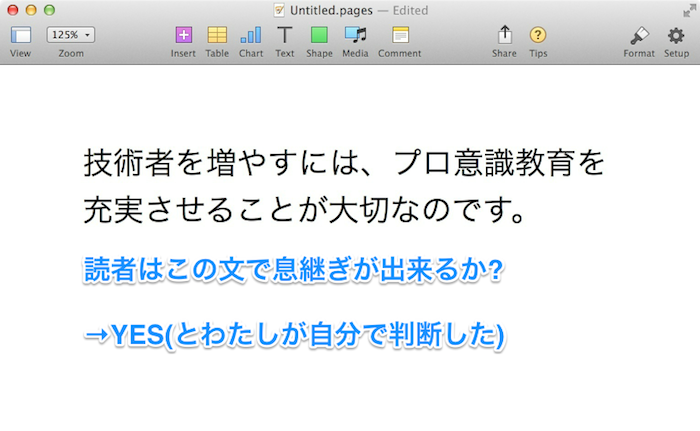 Untitled.pages — Edited
125%
View Zoom Insert Table Chart Text Shape Media Comment Share Tips Format Setup
技術者を増やすには、プロ意識教育を
充実させることが大切なのです。
読者はこの文で息継ぎが出来るか?
→YES(とわたしが自分で判断した)